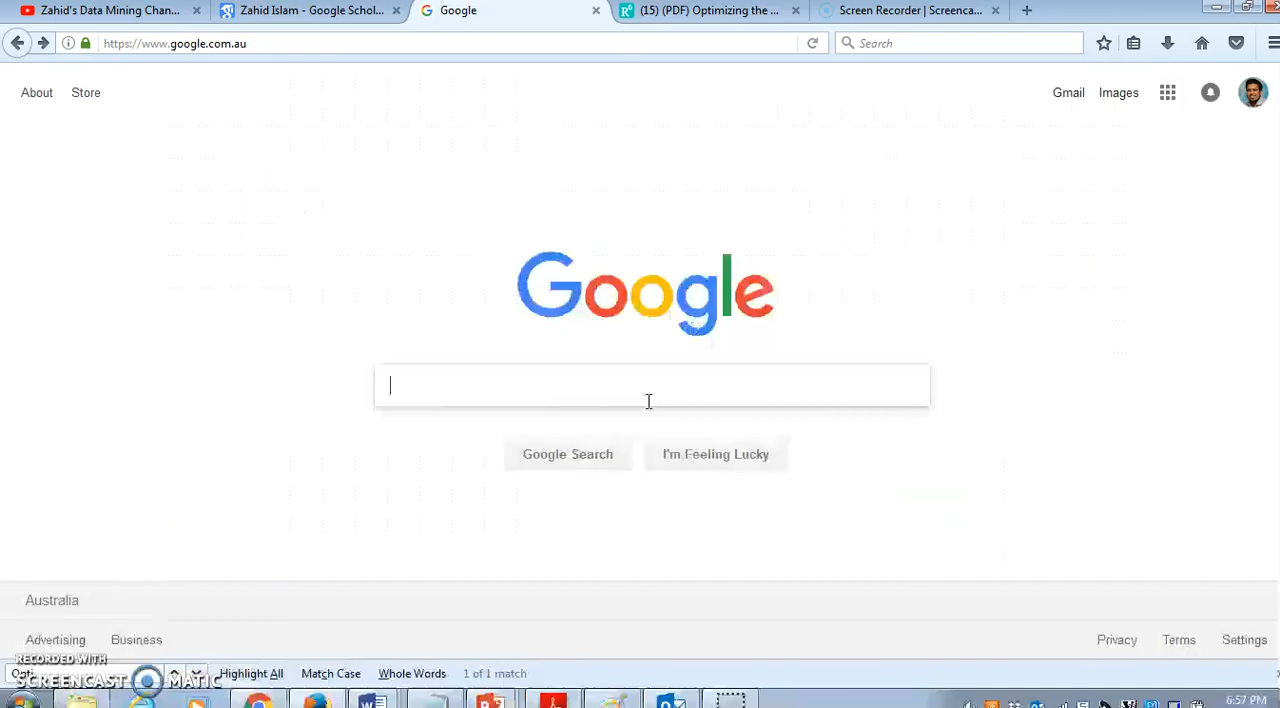 Zahid's Data Mining Chan...
Zahid Islam - Google Schol...
Google
(15) (PDF) Optimizing the ...
Screen Recorder | Screenca...
https://www.google.com.au
Search
About Store
Gmail Images
Google
Google Search I'm Feeling Lucky
Australia
Advertising Business
Privacy Terms Settings
RECORDED WITH
SCREENCAST MATIC
Opti
Highlight All Match Case Whole Words 1 of 1 match
6:57 PM